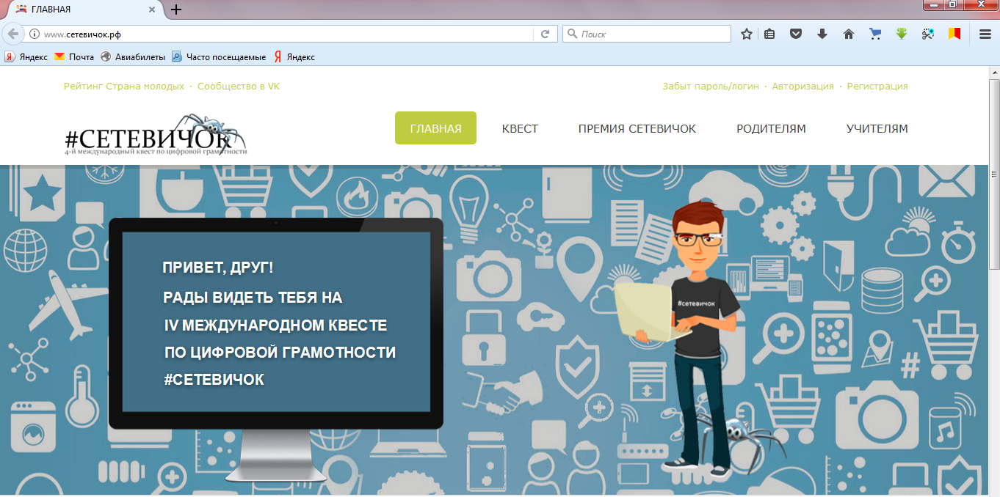 ГЛАВНАЯ
www.сетевичок.рф
Поиск
Яндекс Почта Авиабилеты Часто посещаемые Яндекс
Рейтинг Страна молодых · Сообщество в VK
Забыт пароль/логин · Авторизация · Регистрация
#СЕТЕВИЧОК
4-й международный квест по цифровой грамотности
ГЛАВНАЯ КВЕСТ ПРЕМИЯ СЕТЕВИЧОК РОДИТЕЛЯМ УЧИТЕЛЯМ
ПРИВЕТ, ДРУГ!
РАДЫ ВИДЕТЬ ТЕБЯ НА
IV МЕЖДУНАРОДНОМ КВЕСТЕ
ПО ЦИФРОВОЙ ГРАМОТНОСТИ
#СЕТЕВИЧОК
#сетевичок